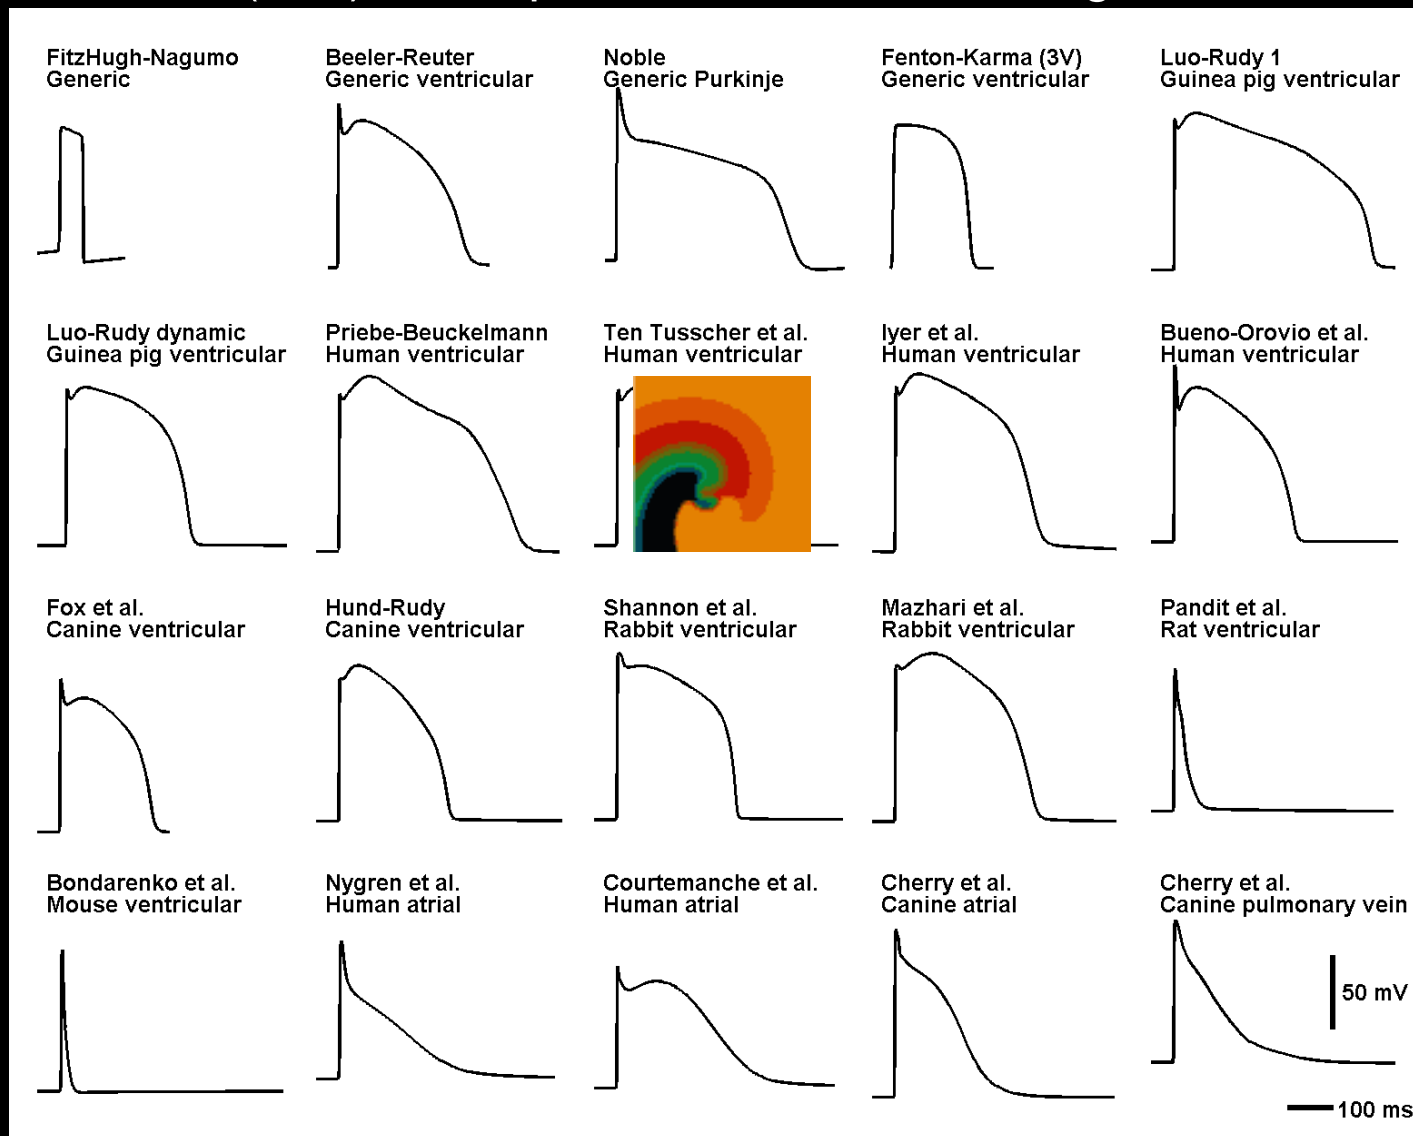 FitzHugh-Nagumo
Generic
Beeler-Reuter
Generic ventricular
Noble
Generic Purkinje
Fenton-Karma (3V)
Generic ventricular
Luo-Rudy 1
Guinea pig ventricular
Luo-Rudy dynamic
Guinea pig ventricular
Priebe-Beuckelmann
Human ventricular
Ten Tusscher et al.
Human ventricular
Iyer et al.
Human ventricular
Bueno-Orovio et al.
Human ventricular
Fox et al.
Canine ventricular
Hund-Rudy
Canine ventricular
Shannon et al.
Rabbit ventricular
Mazhari et al.
Rabbit ventricular
Pandit et al.
Rat ventricular
Bondarenko et al.
Mouse ventricular
Nygren et al.
Human atrial
Courtemanche et al.
Human atrial
Cherry et al.
Canine atrial
Cherry et al.
Canine pulmonary vein
50 mV
100 ms